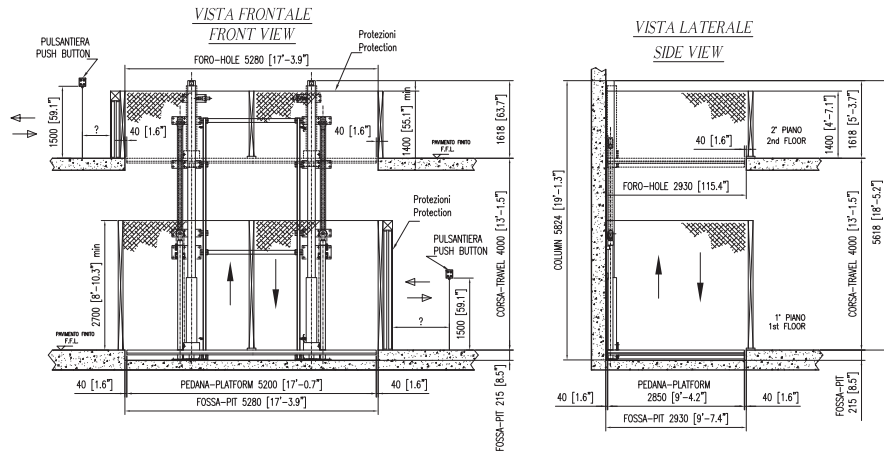 VISTA FRONTALE
FRONT VIEW
PULSANTIERA
PUSH BUTTON
FORO-HOLE 5280 [17'-3.9"]
Protezioni
Protection
1500 [59.1"]
?
40 [1.6"]
40 [1.6"]
1400 [55.1"] min
1618 [63.7"]
PAVIMENTO FINITO
F.F.L.
Protezioni
Protection
PULSANTIERA
PUSH BUTTON
2700 [8'-10.3"] min
CORSA-TRAVEL 4000 [13'-1.5"]
1500 [59.1"]
?
PAVIMENTO FINITO
F.F.L.
40 [1.6"]
PEDANA-PLATFORM 5200 [17'-0.7"]
40 [1.6"]
FOSSA-PIT 5280 [17'-3.9"]
FOSSA-PIT 215 [8.5"]
VISTA LATERALE
SIDE VIEW
40 [1.6"]
2° PIANO
2nd FLOOR
1400 [4'-7.1"]
1618 [5'-3.7"]
FORO-HOLE 2930 [115.4"]
COLUMN 5824 [19'-1.3"]
CORSA-TRAVEL 4000 [13'-1.5"]
5618 [18'-5.2"]
1° PIANO
1st FLOOR
40 [1.6"]
PEDANA-PLATFORM
2850 [9'-4.2"]
40 [1.6"]
FOSSA-PIT 2930 [9'-7.4"]
FOSSA-PIT
215 [8.5"]